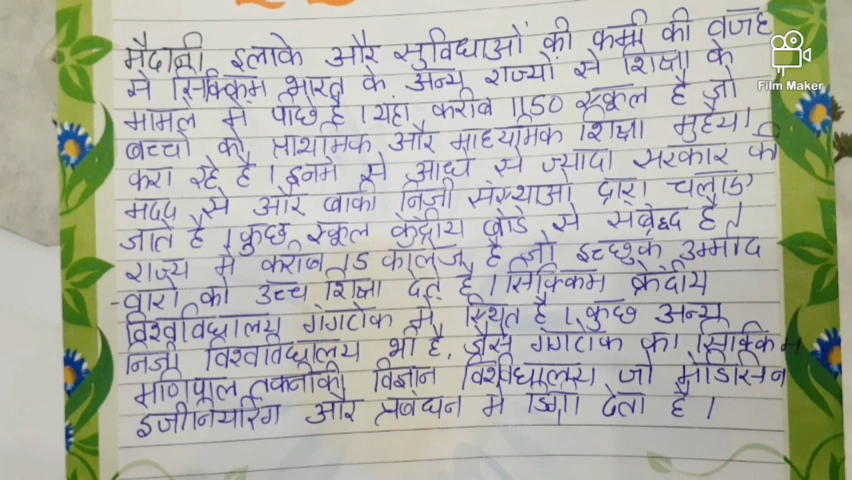 मैदानी इलाके और सुविधाओं की कमी की वजह
से सिक्किम भारत के अन्य राज्यों से शिक्षा के
मामले में पीछे है। यहां करीब 1150 स्कूल है जो
बच्चों को प्राथमिक और माध्यमिक शिक्षा मुहैया
करा रहे है। इनमें से आधे से ज्यादा सरकार की
मदद से और बाकी निजी संस्थाओं द्वारा चलाए
जाते है। कुछ स्कूल केंद्रीय बोर्ड से संबद्ध है।
राज्य में करीब 15 कॉलेज है जो इच्छुक उम्मीद
-वारों को उच्च शिक्षा देते है। सिक्किम केंद्रीय
विश्वविद्यालय गंगटोक में स्थित है। कुछ अन्य
निजी विश्वविद्यालय भी है, जैसे गंगटोक का सिक्किम
मणिपाल तकनीकी विज्ञान विश्वविद्यालय जो मेडिसिन
इंजीनियरिंग और प्रबंधन में डिग्री देता है।
Film Maker